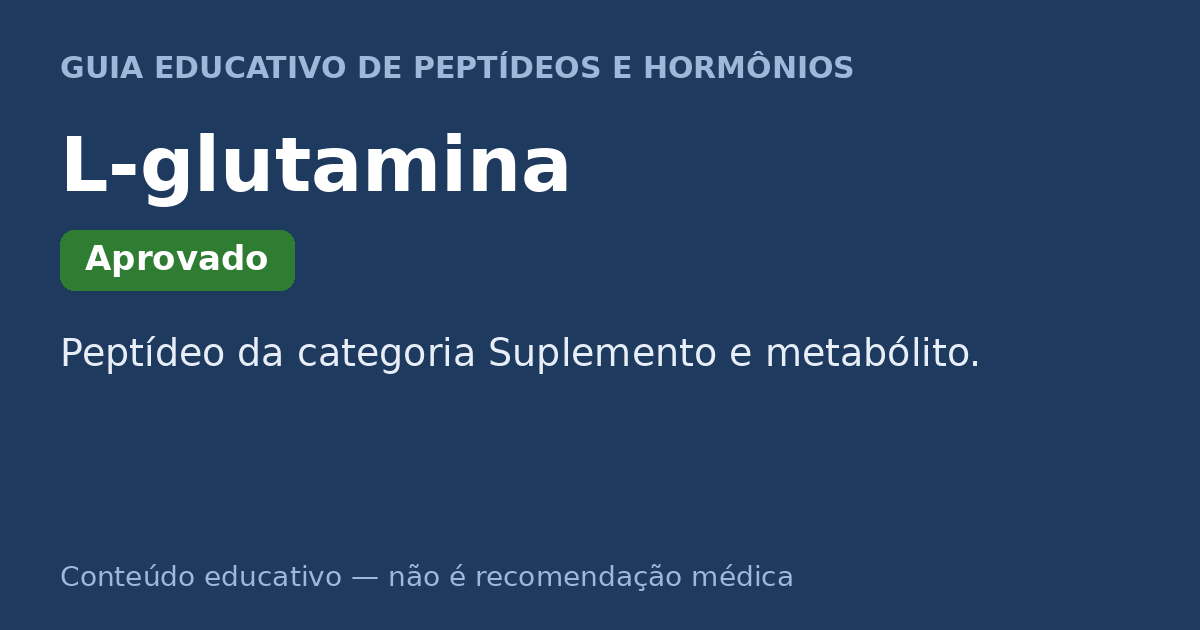 GUIA EDUCATIVO DE PEPTÍDEOS E HORMÔNIOS
L-glutamina
Aprovado
Peptídeo da categoria Suplemento e metabólito.
Conteúdo educativo — não é recomendação médica